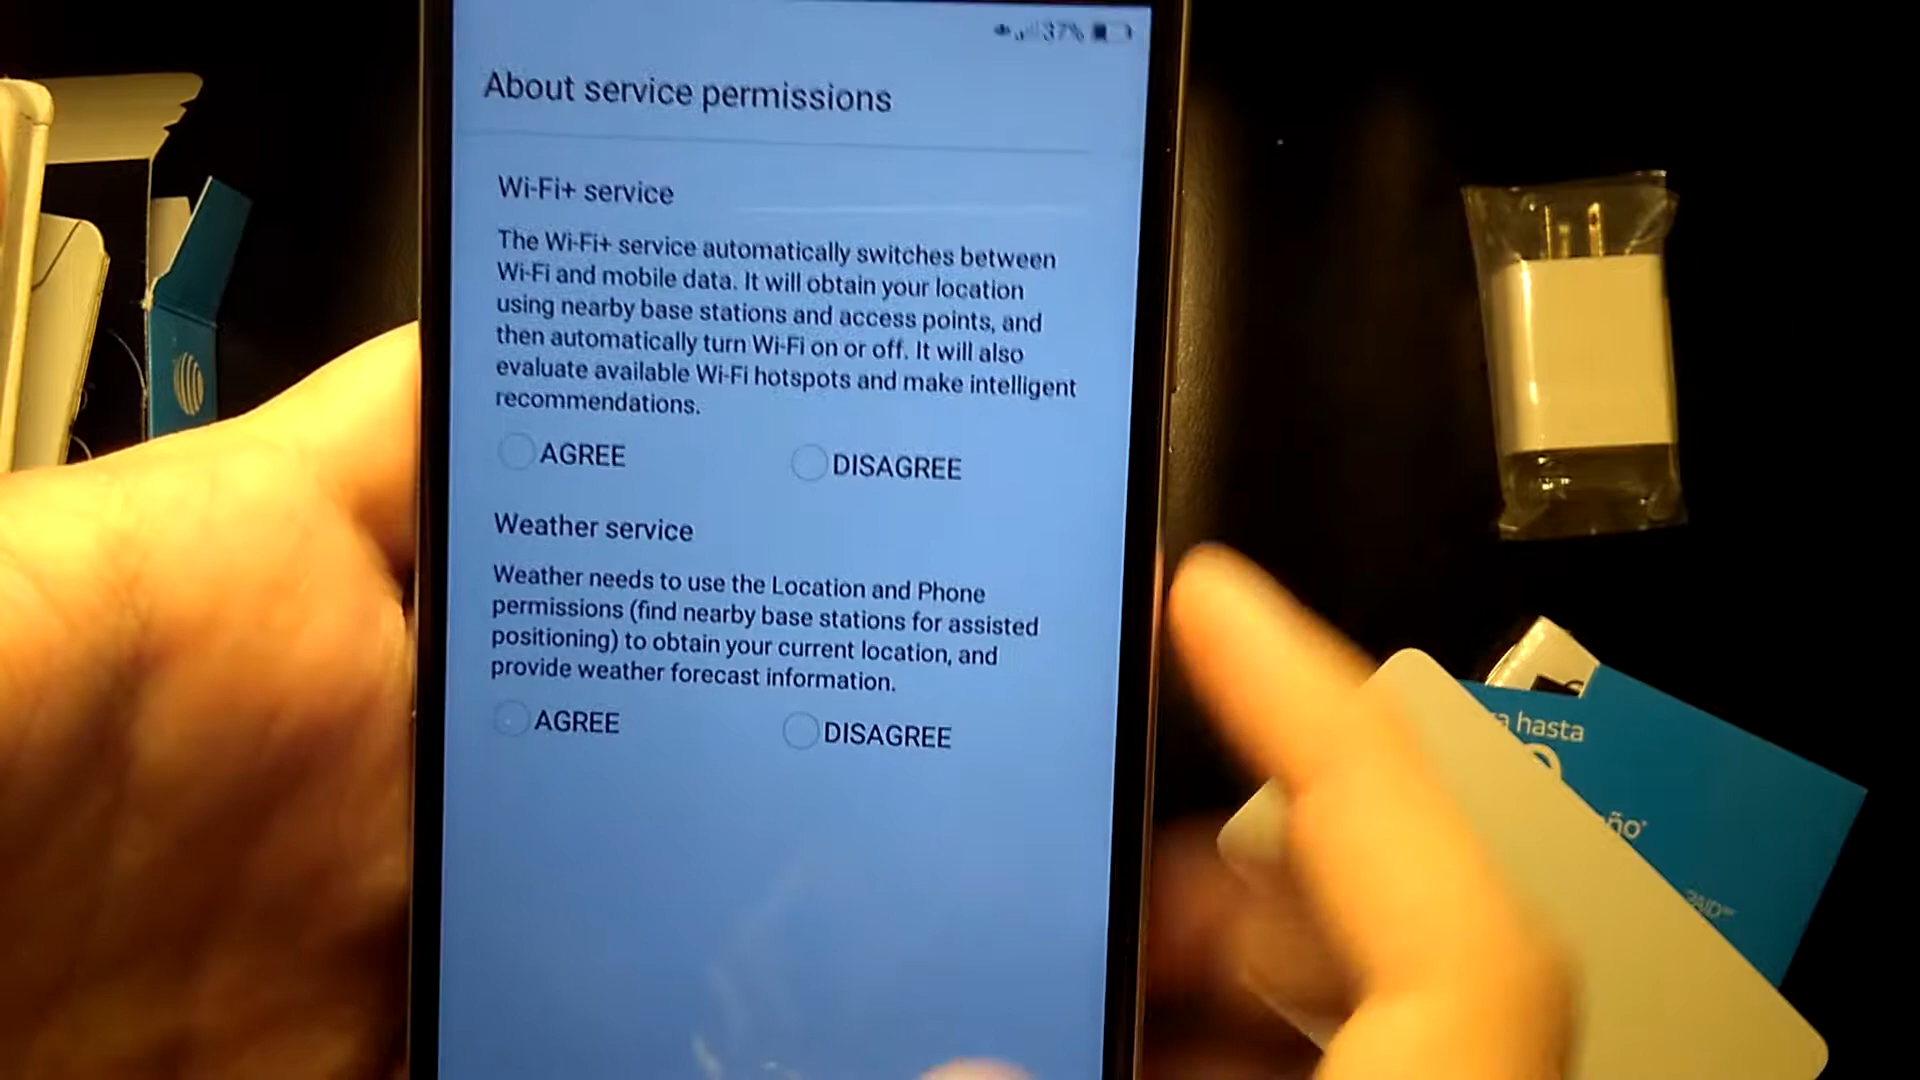 37%
About service permissions
Wi-Fi+ service
The Wi-Fi+ service automatically switches between
Wi-Fi and mobile data. It will obtain your location
using nearby base stations and access points, and
then automatically turn Wi-Fi on or off. It will also
evaluate available Wi-Fi hotspots and make intelligent
recommendations.
AGREE DISAGREE
Weather service
Weather needs to use the Location and Phone
permissions (find nearby base stations for assisted
positioning) to obtain your current location, and
provide weather forecast information.
AGREE DISAGREE
a hasta
ño*